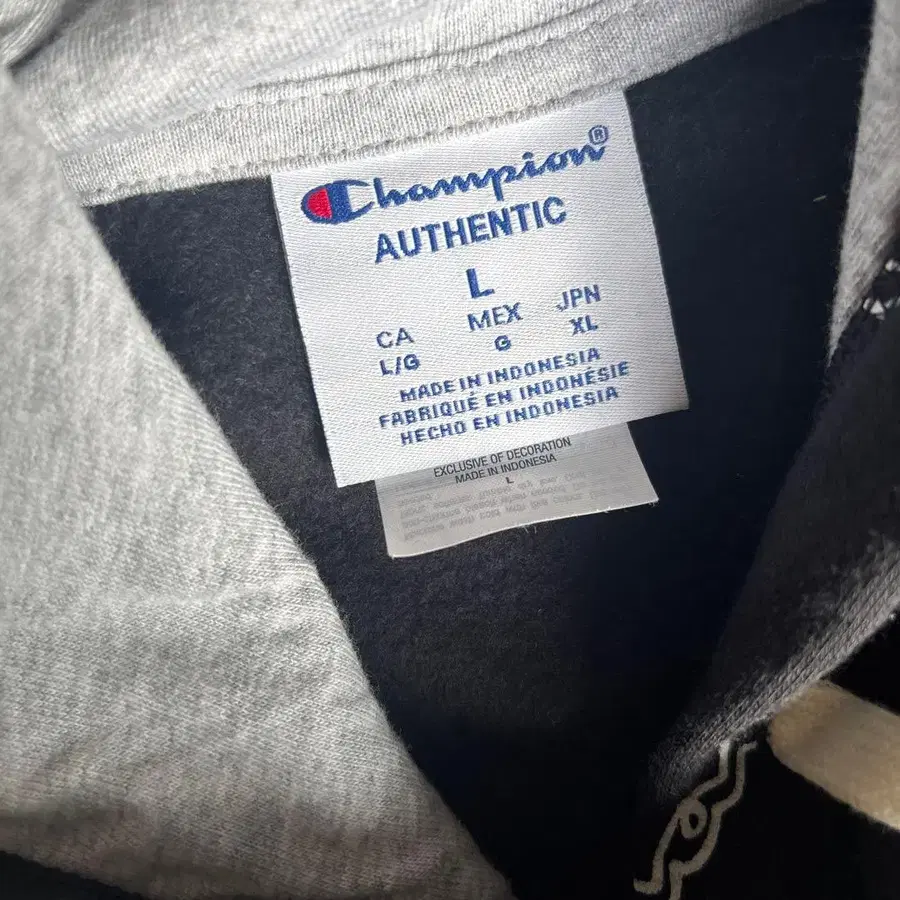 Champion®
AUTHENTIC
L
CA MEX JPN
L/G G XL
MADE IN INDONESIA
FABRIQUÉ EN INDONÉSIE
HECHO EN INDONESIA
EXCLUSIVE OF DECORATION
MADE IN INDONESIA
L